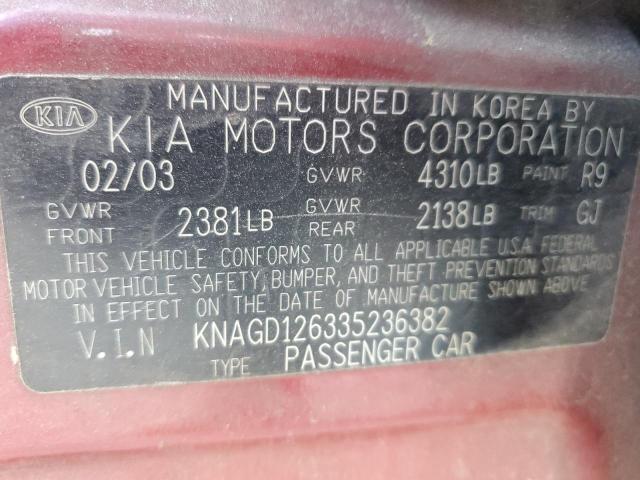 MANUFACTURED IN KOREA BY
KIA KIA MOTORS CORPORATION
02/03 GVWR 4310LB PAINT R9
GVWR FRONT 2381LB GVWR REAR 2138LB TRIM GJ
THIS VEHICLE CONFORMS TO ALL APPLICABLE U.S.A. FEDERAL
MOTOR VEHICLE SAFETY, BUMPER, AND THEFT PREVENTION STANDARDS
IN EFFECT ON THE DATE OF MANUFACTURE SHOWN ABOVE
V.I.N KNAGD126335236382
TYPE PASSENGER CAR